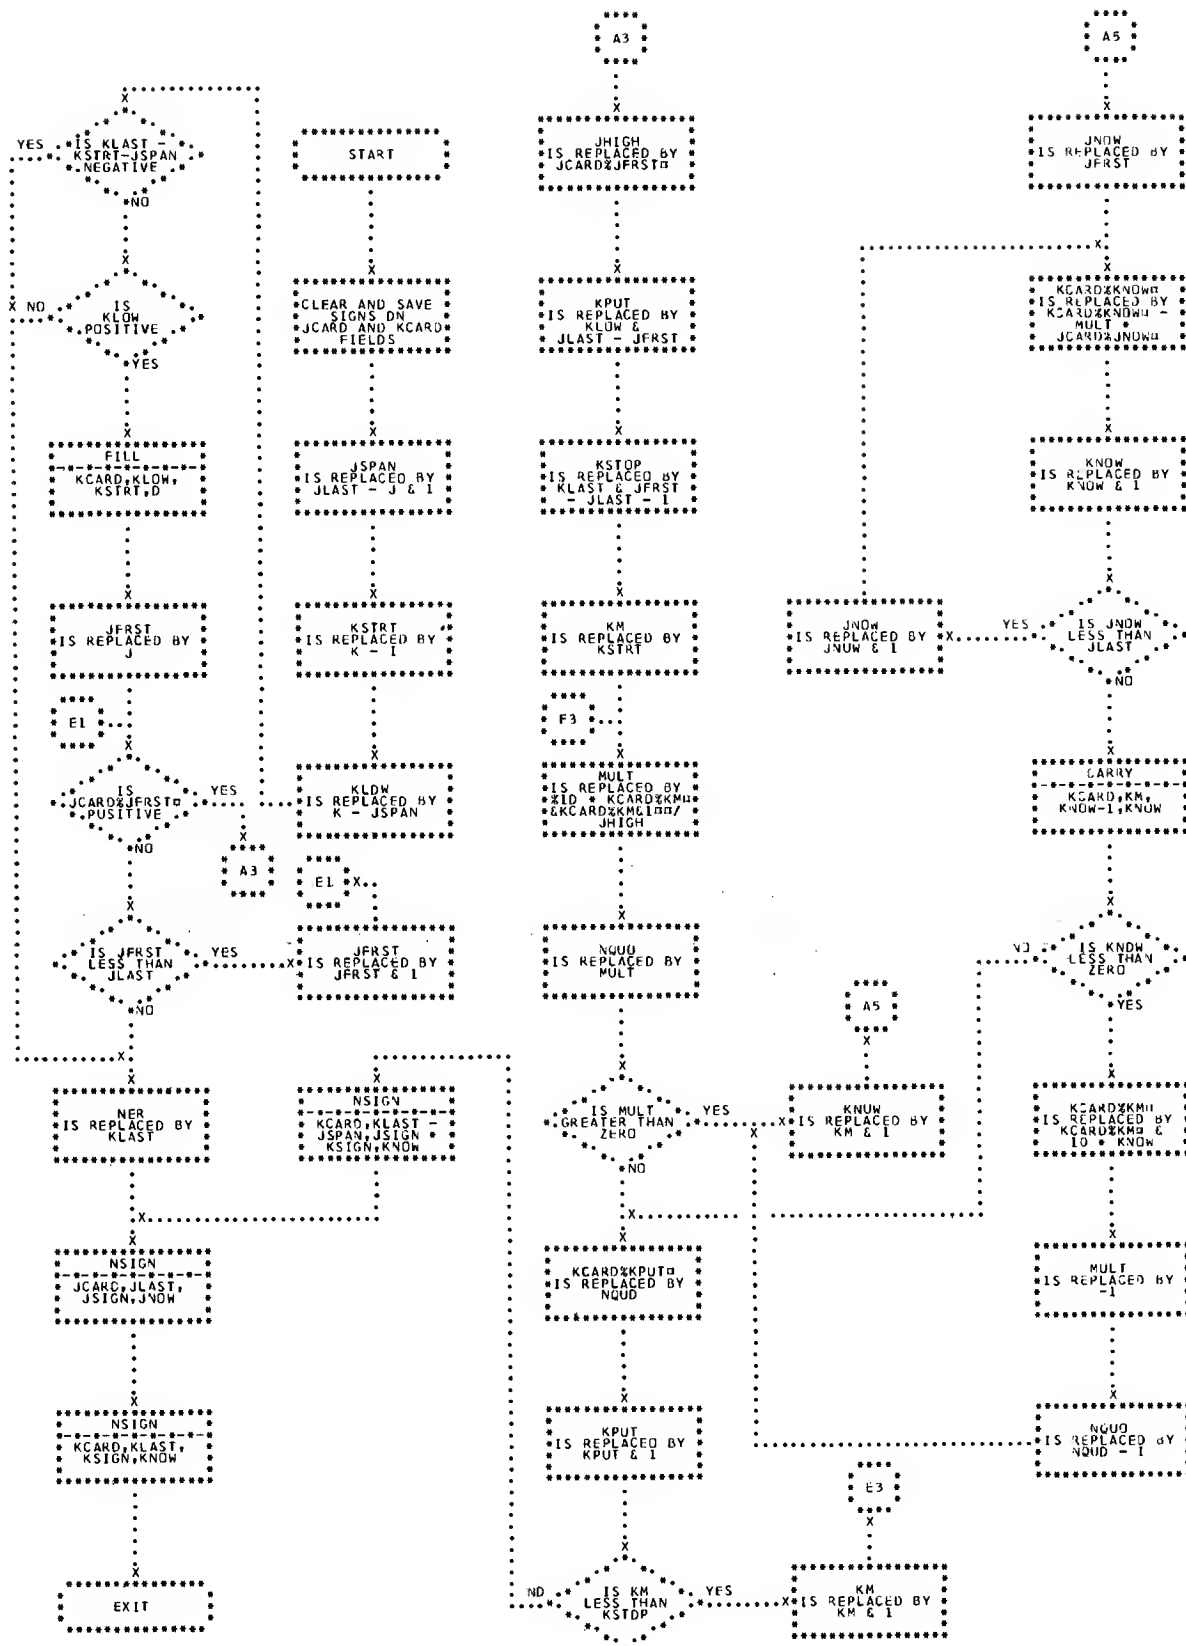 IS KLAST -
KSTRT-JSPAN
NEGATIVE
YES
NO
IS
KLOW
POSITIVE
NO
YES
FILL
KCARD,KLOW,
KSTRT,D
JFRST
IS REPLACED BY
J
E1
IS
JCARD%JFRST¤
POSITIVE
YES
NO
A3
IS JFRST
LESS THAN
JLAST
YES
NO
NER
IS REPLACED BY
KLAST
NSIGN
JCARD,JLAST,
JSIGN,JNOW
NSIGN
KCARD,KLAST,
KSIGN,KNOW
EXIT
START
CLEAR AND SAVE
SIGNS ON
JCARD AND KCARD
FIELDS
JSPAN
IS REPLACED BY
JLAST - J & 1
KSTRT
IS REPLACED BY
K - 1
KLOW
IS REPLACED BY
K - JSPAN
E1
JFRST
IS REPLACED BY
JFRST & 1
NSIGN
KCARD,KLAST -
JSPAN,JSIGN *
KSIGN,KNOW
A3
JHIGH
IS REPLACED BY
JCARD%JFRST¤
KPUT
IS REPLACED BY
KLOW &
JLAST - JFRST
KSTOP
IS REPLACED BY
KLAST & JFRST
- JLAST - 1
KM
IS REPLACED BY
KSTRT
F3
MULT
IS REPLACED BY
%10 * KCARD%KM¤
&KCARD%KM&1¤¤/
JHIGH
NQUO
IS REPLACED BY
MULT
IS MULT
GREATER THAN
ZERO
YES
NO
KCARD%KPUT¤
IS REPLACED BY
NQUO
KPUT
IS REPLACED BY
KPUT & 1
IS KM
LESS THAN
KSTOP
NO
YES
JNOW
IS REPLACED BY
JNOW & 1
A5
KNOW
IS REPLACED BY
KM & 1
E3
KM
IS REPLACED BY
KM & 1
A5
JNOW
IS REPLACED BY
JFRST
KCARD%KNOW¤
IS REPLACED BY
KCARD%KNOW¤ -
MULT *
JCARD%JNOW¤
KNOW
IS REPLACED BY
KNOW & 1
IS JNOW
LESS THAN
JLAST
YES
NO
CARRY
KCARD,KM,
KNOW-1,KNOW
IS KNOW
LESS THAN
ZERO
NO
YES
KCARD%KM¤
IS REPLACED BY
KCARD%KM¤ &
10 * KNOW
MULT
IS REPLACED BY
-1
NQUO
IS REPLACED BY
NQUO - 1